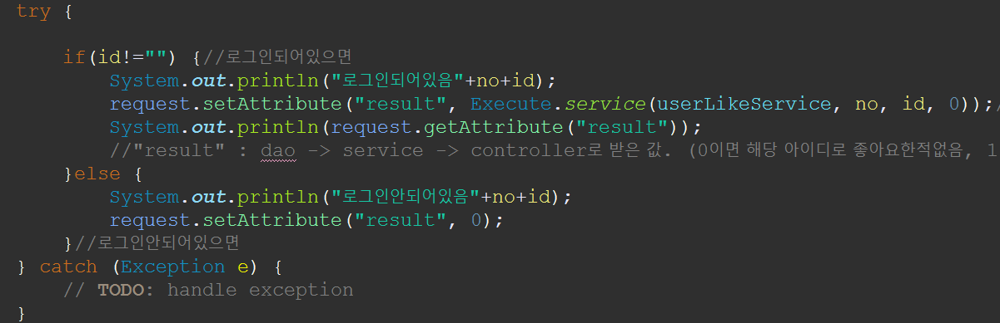 try {
if(id!="") {//로그인되어있으면
System.out.println("로그인되어있음"+no+id);
request.setAttribute("result", Execute.service(userLikeService, no, id, 0));/
System.out.println(request.getAttribute("result"));
//"result" : dao -> service -> controller로 받은 값. (0이면 해당 아이디로 좋아요한적없음, 1
}else {
System.out.println("로그인안되어있음"+no+id);
request.setAttribute("result", 0);
}//로그인안되어있으면
} catch (Exception e) {
// TODO: handle exception
}